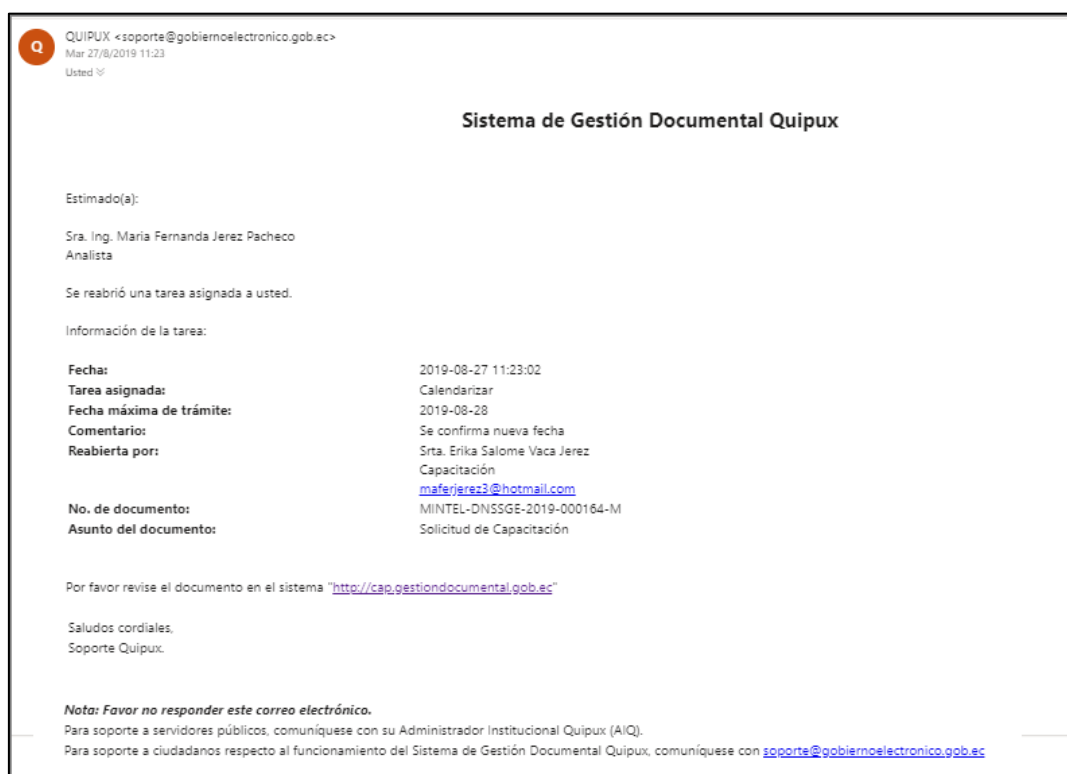 Q
QUIPUX <soporte@gobiernoelectronico.gob.ec>
Mar 27/8/2019 11:23
Usted
Sistema de Gestión Documental Quipux
Estimado(a):
Sra. Ing. Maria Fernanda Jerez Pacheco
Analista
Se reabrió una tarea asignada a usted.
Información de la tarea:
Fecha: 2019-08-27 11:23:02
Tarea asignada: Calendarizar
Fecha máxima de trámite: 2019-08-28
Comentario: Se confirma nueva fecha
Reabierta por: Srta. Erika Salome Vaca Jerez
Capacitación
maferjerez3@hotmail.com
No. de documento: MINTEL-DNSSGE-2019-000164-M
Asunto del documento: Solicitud de Capacitación
Por favor revise el documento en el sistema "http://cap.gestiondocumental.gob.ec"
Saludos cordiales,
Soporte Quipux.
Nota: Favor no responder este correo electrónico.
Para soporte a servidores públicos, comuníquese con su Administrador Institucional Quipux (AIQ).
Para soporte a ciudadanos respecto al funcionamiento del Sistema de Gestión Documental Quipux, comuníquese con soporte@gobiernoelectronico.gob.ec